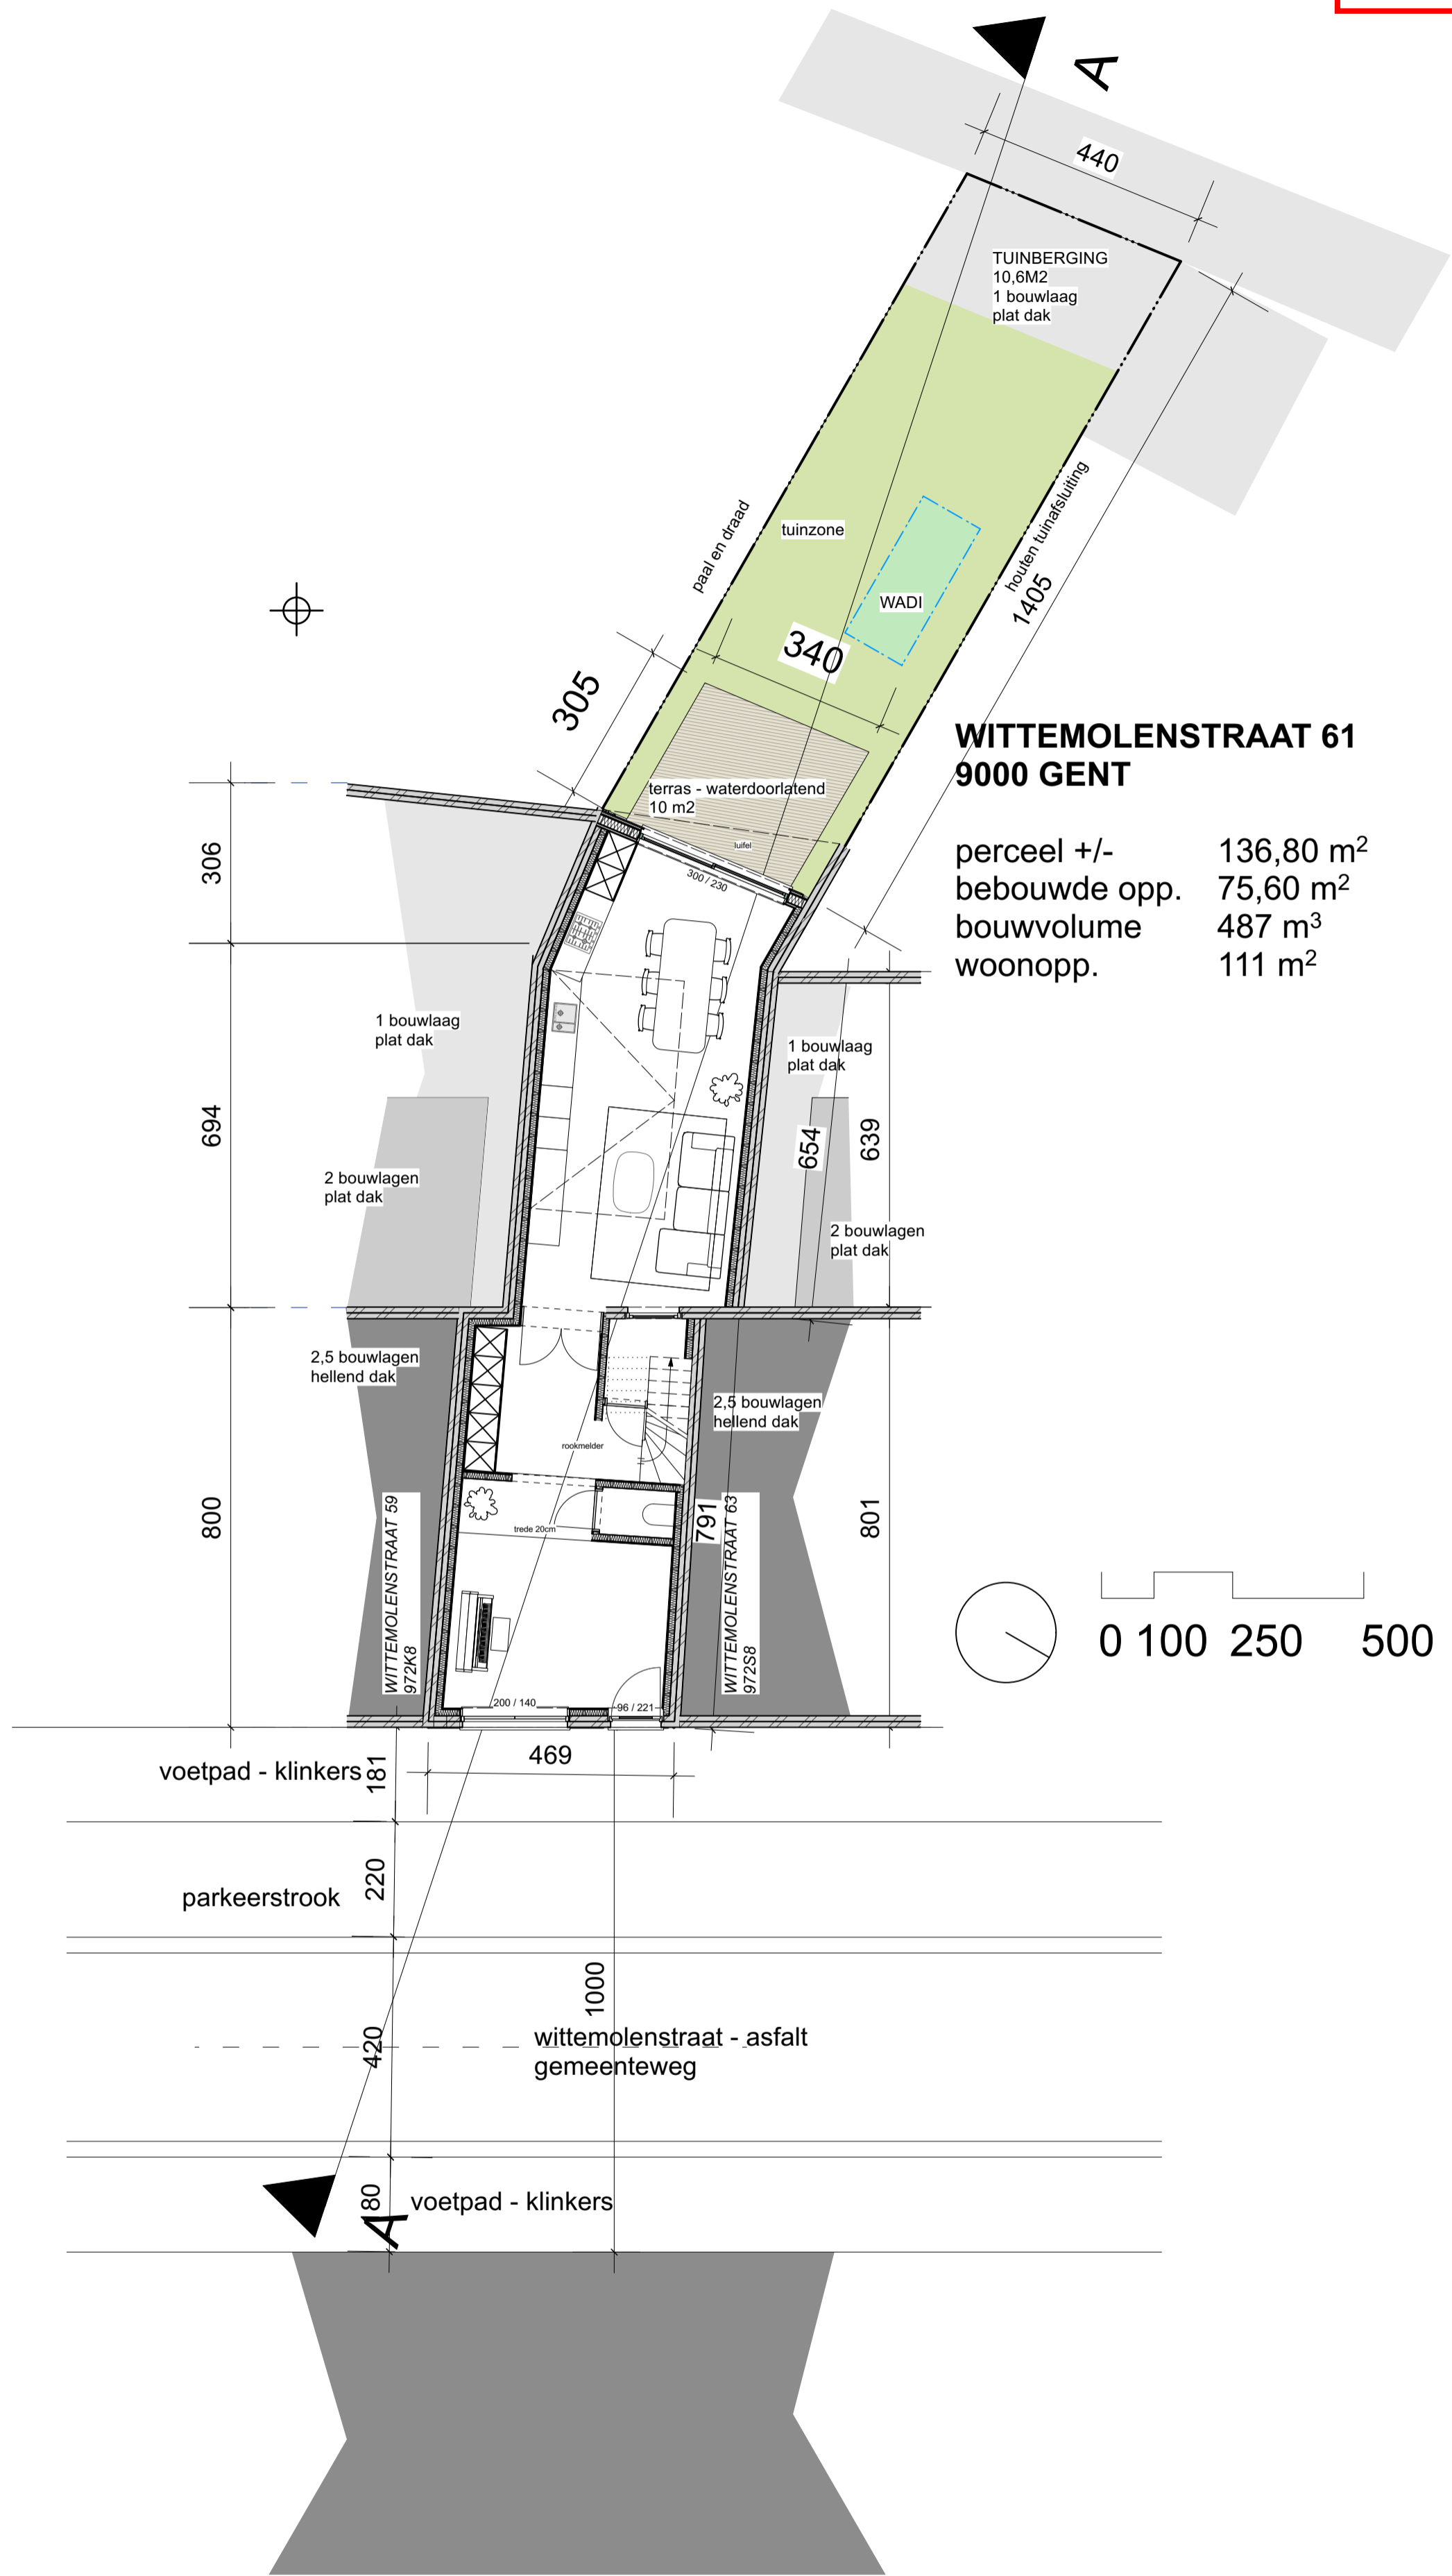 A
440
TUINBERGING
10,6M2
1 bouwlaag
plat dak
paal en draad
tuinzone
houten tuinafsluiting
1405
WADI
340
305
WITTEMOLENSTRAAT 61
9000 GENT
terras - waterdoorlatend
10 m2
luifel
300 / 230
perceel +/- 136,80 m²
bebouwde opp. 75,60 m²
bouwvolume 487 m³
woonopp. 111 m²
306
1 bouwlaag
plat dak
1 bouwlaag
plat dak
694
654
639
2 bouwlagen
plat dak
2 bouwlagen
plat dak
2,5 bouwlagen
hellend dak
2,5 bouwlagen
hellend dak
rookmelder
800
WITTEMOLENSTRAAT 59
972K8
trede 20cm
791
WITTEMOLENSTRAAT 63
972S8
801
0 100 250 500
200 / 140
96 / 221
469
voetpad - klinkers
181
220
parkeerstrook
1000
420
wittemolenstraat - asfalt
gemeenteweg
80
voetpad - klinkers
A